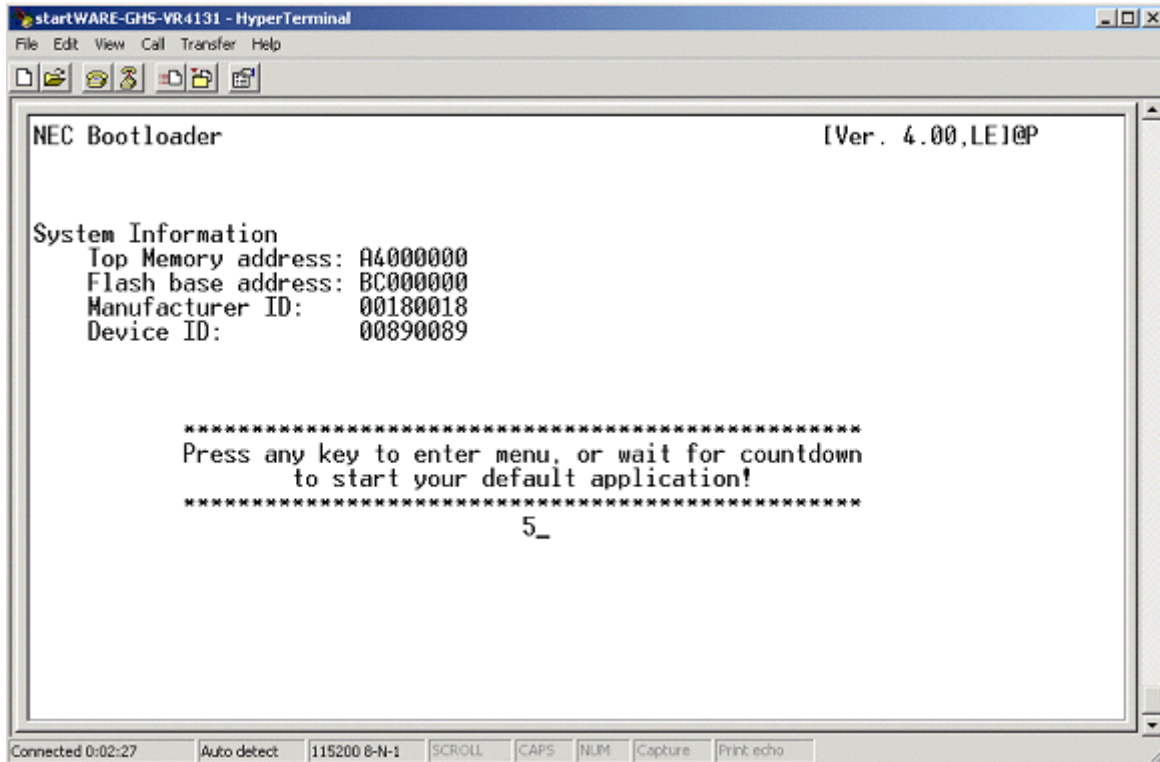 startWARE-GHS-VR4131 - HyperTerminal
File Edit View Call Transfer Help
NEC Bootloader [Ver. 4.00,LE]@P
System Information
Top Memory address: A4000000
Flash base address: BC000000
Manufacturer ID: 00180018
Device ID: 00890089
**************************************************
Press any key to enter menu, or wait for countdown
to start your default application!
**************************************************
5_
Connected 0:02:27 Auto detect 115200 8-N-1 SCROLL CAPS NUM Capture Print echo